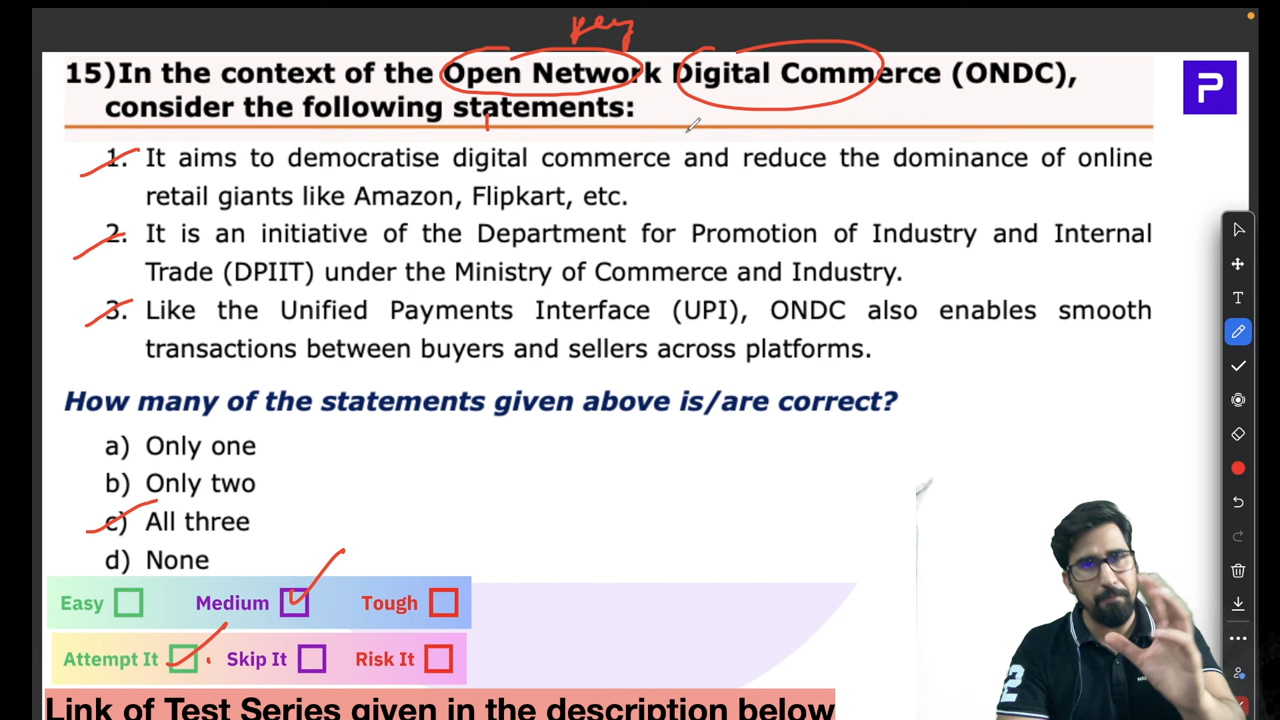 key
15)In the context of the Open Network Digital Commerce (ONDC),
consider the following statements:
P
1. It aims to democratise digital commerce and reduce the dominance of online
retail giants like Amazon, Flipkart, etc.
2. It is an initiative of the Department for Promotion of Industry and Internal
Trade (DPIIT) under the Ministry of Commerce and Industry.
3. Like the Unified Payments Interface (UPI), ONDC also enables smooth
transactions between buyers and sellers across platforms.
How many of the statements given above is/are correct?
a) Only one
b) Only two
c) All three
d) None
Easy Medium Tough
Attempt It Skip It Risk It
Link of Test Series given in the description below
T
2